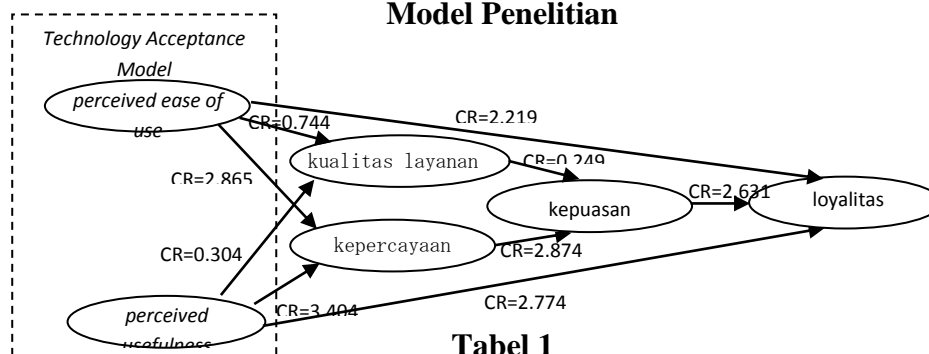 Model Penelitian
Technology Acceptance
Model
perceived ease of
use
CR=0.744
CR=2.219
kualitas layanan
CR=0.249
CR=2.865
CR=2.631
kepuasan
loyalitas
kepercayaan
CR=2.874
CR=0.304
CR=3.404
CR=2.774
perceived
usefulness
Tabel 1